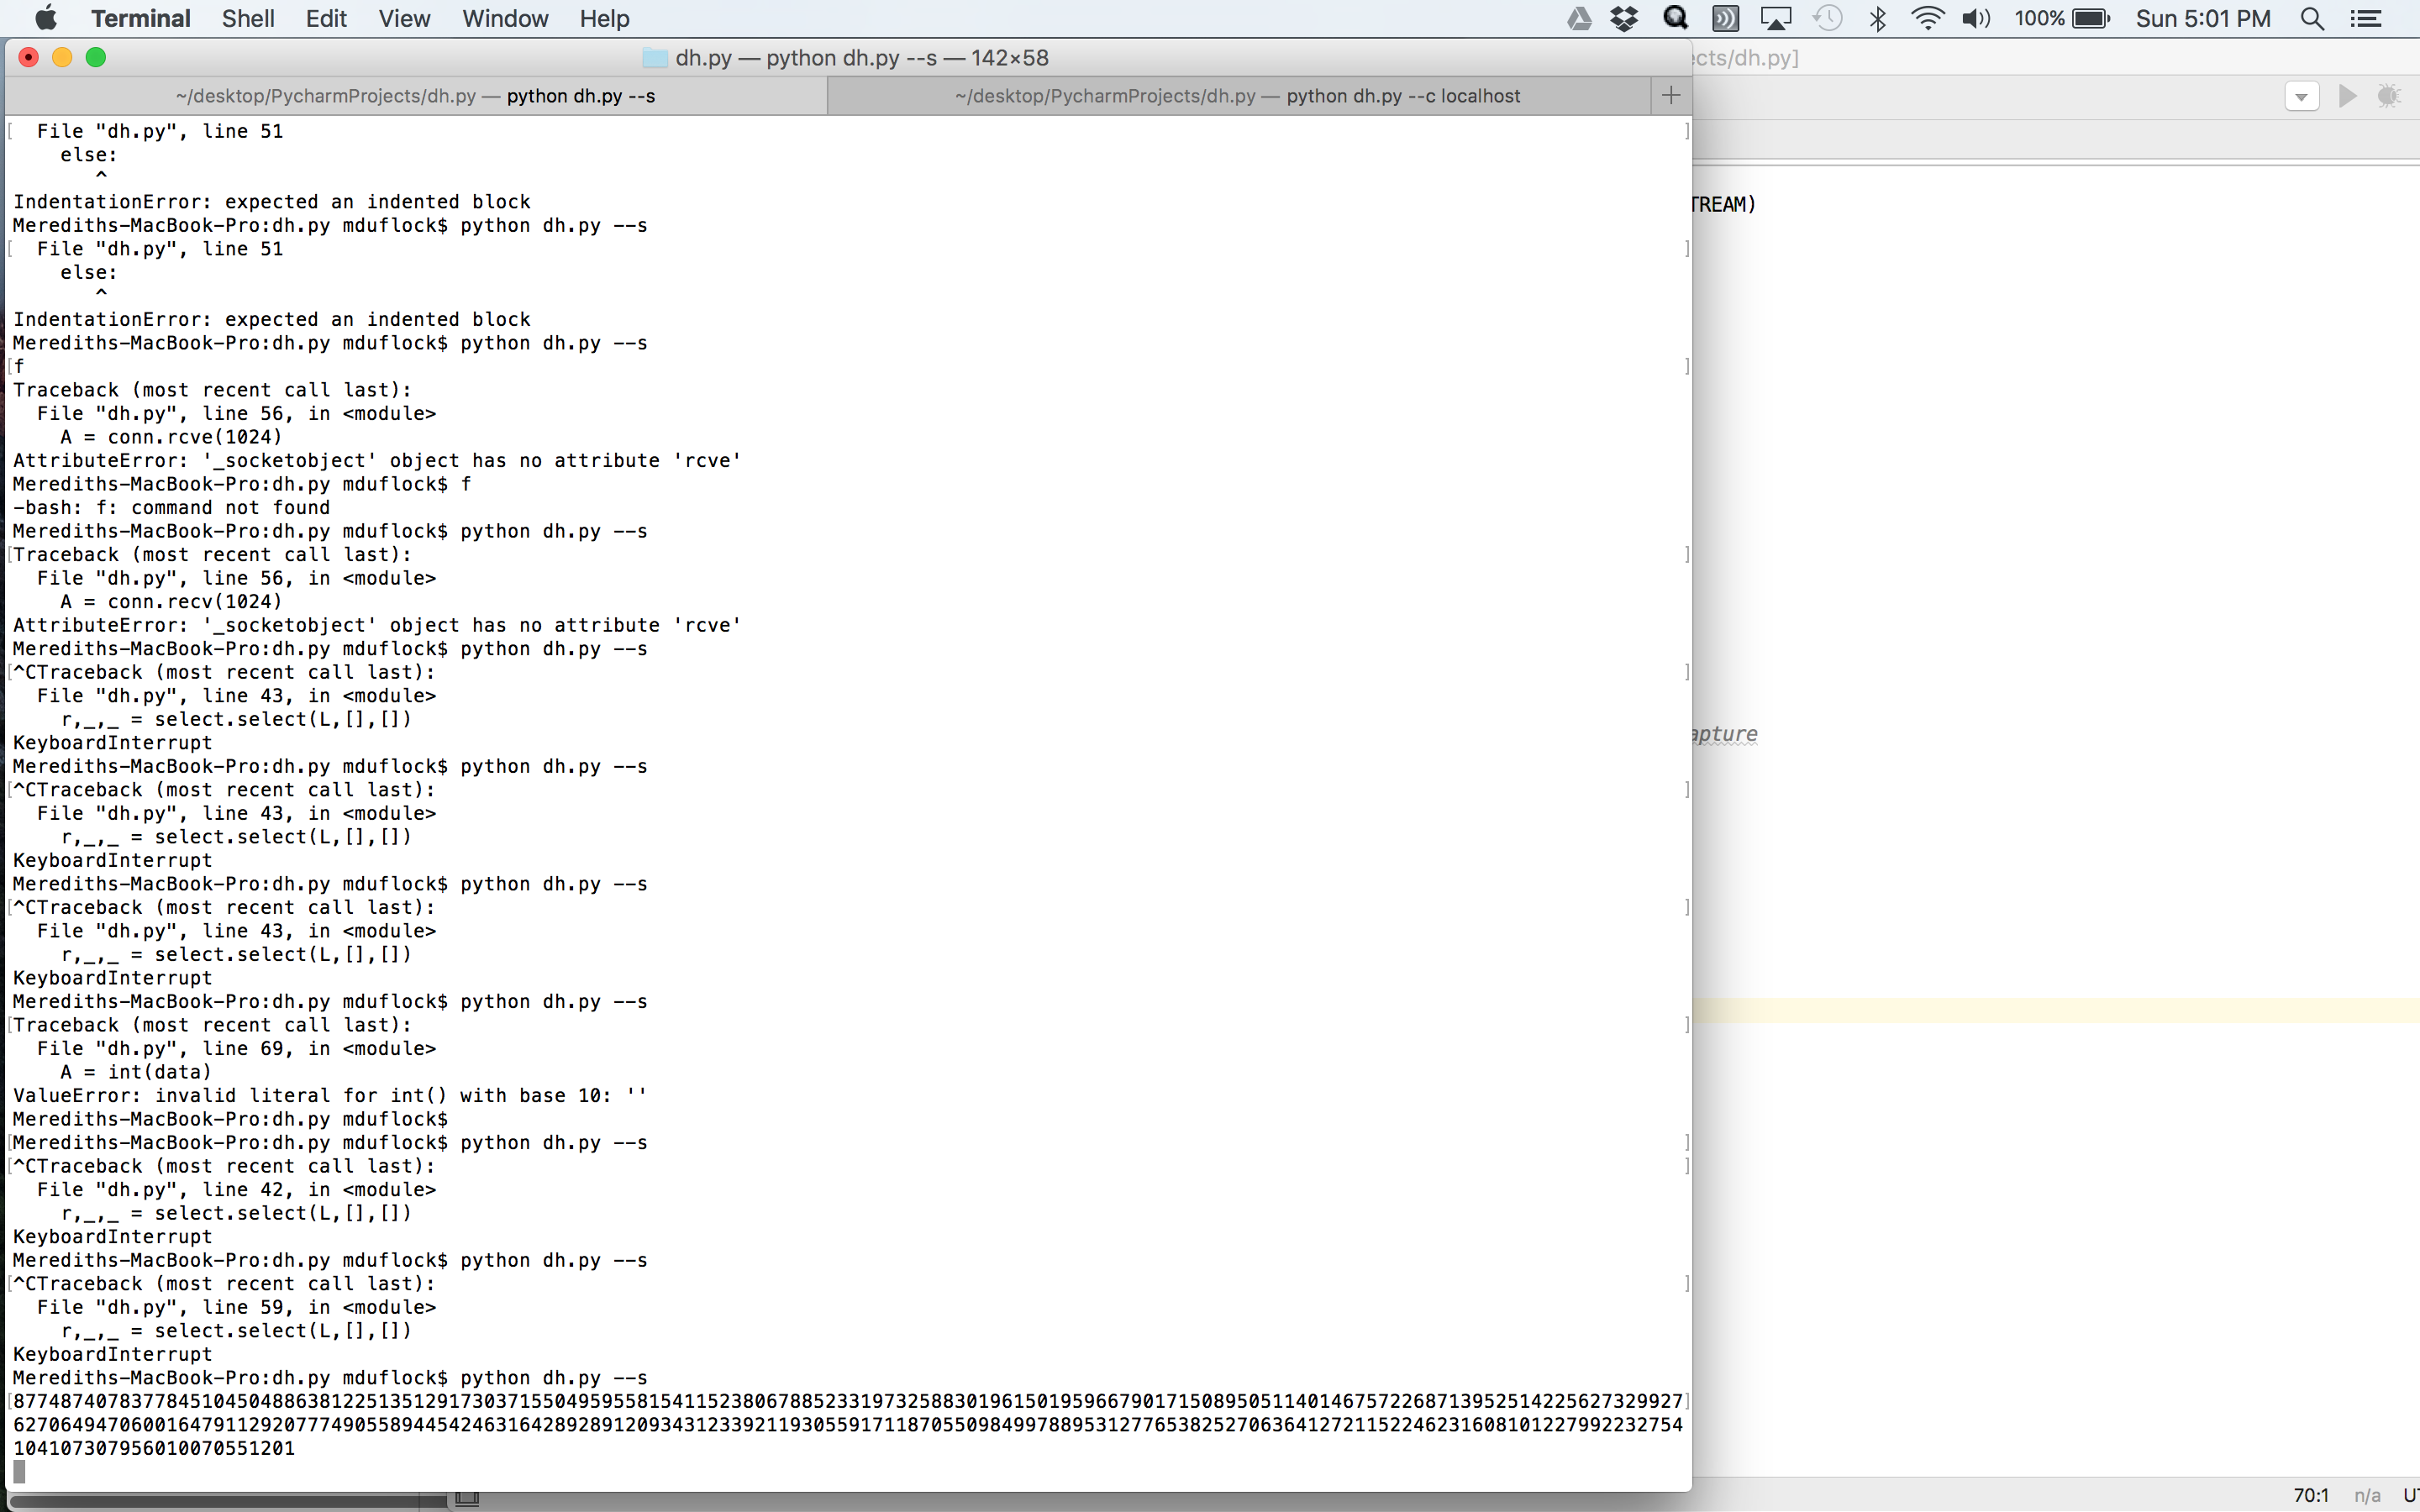 Terminal Shell Edit View Window Help 100% Sun 5:01 PM
dh.py — python dh.py --s — 142×58
cts/dh.py]
~/desktop/PycharmProjects/dh.py — python dh.py --s
~/desktop/PycharmProjects/dh.py — python dh.py --c localhost
[  File "dh.py", line 51 ]
    else:
       ^
IndentationError: expected an indented block
Merediths-MacBook-Pro:dh.py mduflock$ python dh.py --s
[  File "dh.py", line 51 ]
    else:
       ^
IndentationError: expected an indented block
Merediths-MacBook-Pro:dh.py mduflock$ python dh.py --s
[f ]
Traceback (most recent call last):
  File "dh.py", line 56, in <module>
    A = conn.rcve(1024)
AttributeError: '_socketobject' object has no attribute 'rcve'
Merediths-MacBook-Pro:dh.py mduflock$ f
-bash: f: command not found
Merediths-MacBook-Pro:dh.py mduflock$ python dh.py --s
[Traceback (most recent call last): ]
  File "dh.py", line 56, in <module>
    A = conn.recv(1024)
AttributeError: '_socketobject' object has no attribute 'rcve'
Merediths-MacBook-Pro:dh.py mduflock$ python dh.py --s
[^CTraceback (most recent call last): ]
  File "dh.py", line 43, in <module>
    r,_,_ = select.select(L,[],[])
KeyboardInterrupt
Merediths-MacBook-Pro:dh.py mduflock$ python dh.py --s
[^CTraceback (most recent call last): ]
  File "dh.py", line 43, in <module>
    r,_,_ = select.select(L,[],[])
KeyboardInterrupt
Merediths-MacBook-Pro:dh.py mduflock$ python dh.py --s
[^CTraceback (most recent call last): ]
  File "dh.py", line 43, in <module>
    r,_,_ = select.select(L,[],[])
KeyboardInterrupt
Merediths-MacBook-Pro:dh.py mduflock$ python dh.py --s
[Traceback (most recent call last): ]
  File "dh.py", line 69, in <module>
    A = int(data)
ValueError: invalid literal for int() with base 10: ''
Merediths-MacBook-Pro:dh.py mduflock$
[Merediths-MacBook-Pro:dh.py mduflock$ python dh.py --s ]
[^CTraceback (most recent call last): ]
  File "dh.py", line 42, in <module>
    r,_,_ = select.select(L,[],[])
KeyboardInterrupt
Merediths-MacBook-Pro:dh.py mduflock$ python dh.py --s
[^CTraceback (most recent call last): ]
  File "dh.py", line 59, in <module>
    r,_,_ = select.select(L,[],[])
KeyboardInterrupt
Merediths-MacBook-Pro:dh.py mduflock$ python dh.py --s
[8774874078377845104504886381225135129173037155049595581541152380678852331973258830196150195966790171508950511401467572268713952514225627329927]
6270649470600164791129207774905589445424631642892891209343123392119305591711870550984997889531277653825270636412721152246231608101227992232754
104107307956010070551201
TREAM)
apture
70:1 n/a UT